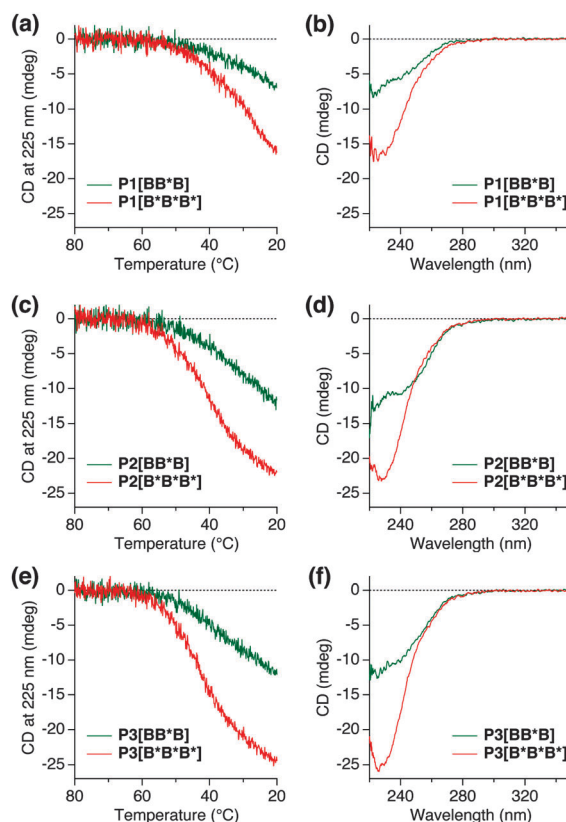 (a)
CD at 225 nm (mdeg)
0
-5
-10
-15
-20
-25
P1[BB*B]
P1[B*B*B*]
80 60 40 20
Temperature (°C)
(b)
CD (mdeg)
0
-5
-10
-15
-20
-25
P1[BB*B]
P1[B*B*B*]
240 280 320
Wavelength (nm)
(c)
CD at 225 nm (mdeg)
0
-5
-10
-15
-20
-25
P2[BB*B]
P2[B*B*B*]
80 60 40 20
Temperature (°C)
(d)
CD (mdeg)
0
-5
-10
-15
-20
-25
P2[BB*B]
P2[B*B*B*]
240 280 320
Wavelength (nm)
(e)
CD at 225 nm (mdeg)
0
-5
-10
-15
-20
-25
P3[BB*B]
P3[B*B*B*]
80 60 40 20
Temperature (°C)
(f)
CD (mdeg)
0
-5
-10
-15
-20
-25
P3[BB*B]
P3[B*B*B*]
240 280 320
Wavelength (nm)